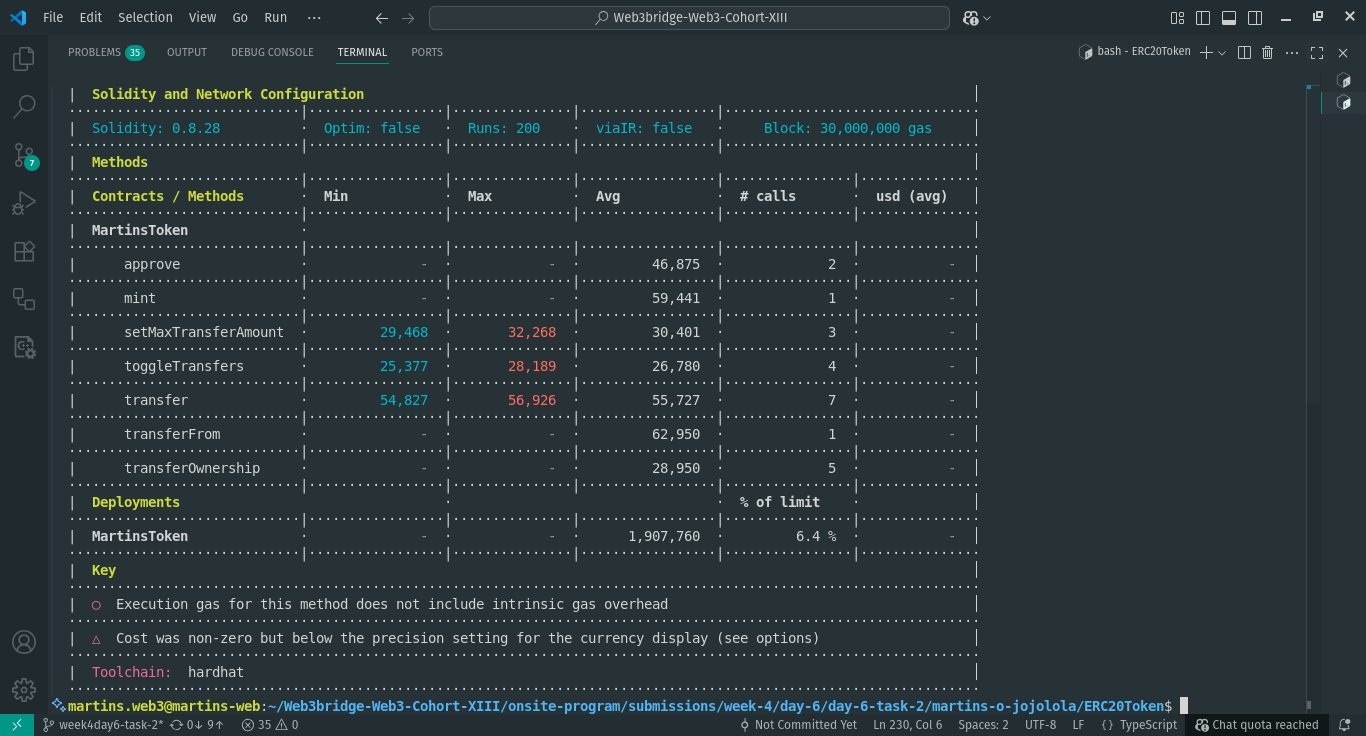 File Edit Selection View Go Run ··· Web3bridge-Web3-Cohort-XIII
PROBLEMS 35 OUTPUT DEBUG CONSOLE TERMINAL PORTS bash - ERC20Token
| Solidity and Network Configuration |
| Solidity: 0.8.28 · Optim: false · Runs: 200 · viaIR: false · Block: 30,000,000 gas |
| Methods |
| Contracts / Methods · Min · Max · Avg · # calls · usd (avg) |
| MartinsToken · |
| approve · - · - · 46,875 · 2 · - |
| mint · - · - · 59,441 · 1 · - |
| setMaxTransferAmount · 29,468 · 32,268 · 30,401 · 3 · - |
| toggleTransfers · 25,377 · 28,189 · 26,780 · 4 · - |
| transfer · 54,827 · 56,926 · 55,727 · 7 · - |
| transferFrom · - · - · 62,950 · 1 · - |
| transferOwnership · - · - · 28,950 · 5 · - |
| Deployments · · % of limit · |
| MartinsToken · - · - · 1,907,760 · 6.4 % · - |
| Key |
| ○ Execution gas for this method does not include intrinsic gas overhead |
| △ Cost was non-zero but below the precision setting for the currency display (see options) |
| Toolchain: hardhat |
martins.web3@martins-web:~/Web3bridge-Web3-Cohort-XIII/onsite-program/submissions/week-4/day-6/day-6-task-2/martins-o-jojolola/ERC20Token$
7
week4day6-task-2* 0↓ 9↑ 35 0 Not Committed Yet Ln 230, Col 6 Spaces: 2 UTF-8 LF {} TypeScript Chat quota reached